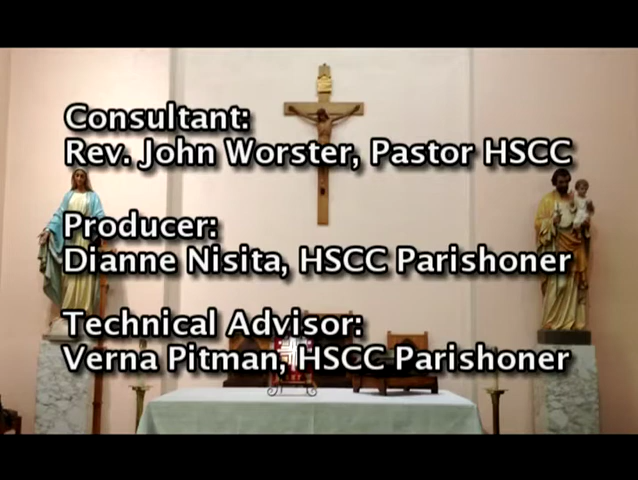 Consultant:
Rev. John Worster, Pastor HSCC
Producer:
Dianne Nisita, HSCC Parishoner
Technical Advisor:
Verna Pitman, HSCC Parishoner